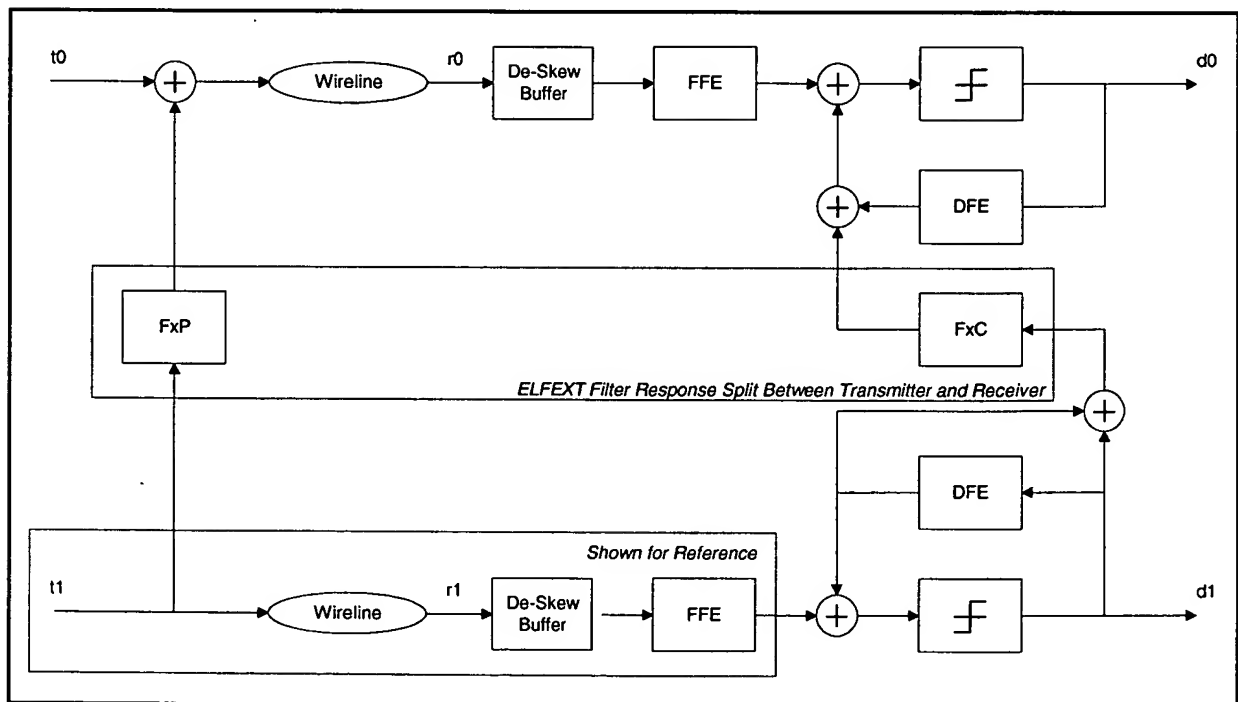 t0
r0
d0
Wireline
De-Skew
Buffer
FFE
DFE
FxP
FxC
ELFEXT Filter Response Split Between Transmitter and Receiver
DFE
Shown for Reference
t1
r1
d1
Wireline
De-Skew
Buffer
FFE